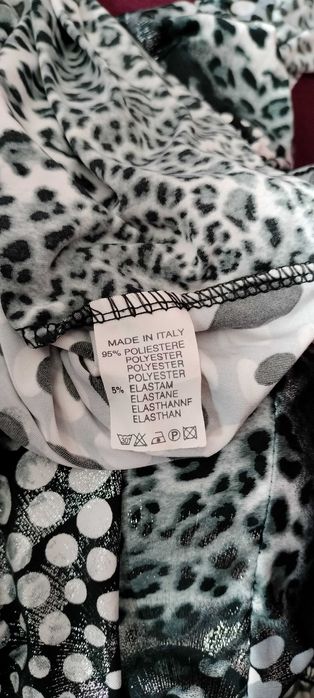 MADE IN ITALY
95% POLIESTERE
POLYESTER
POLYESTER
POLYESTER
5% ELASTAM
ELASTANE
ELASTHANNF
ELASTHAN